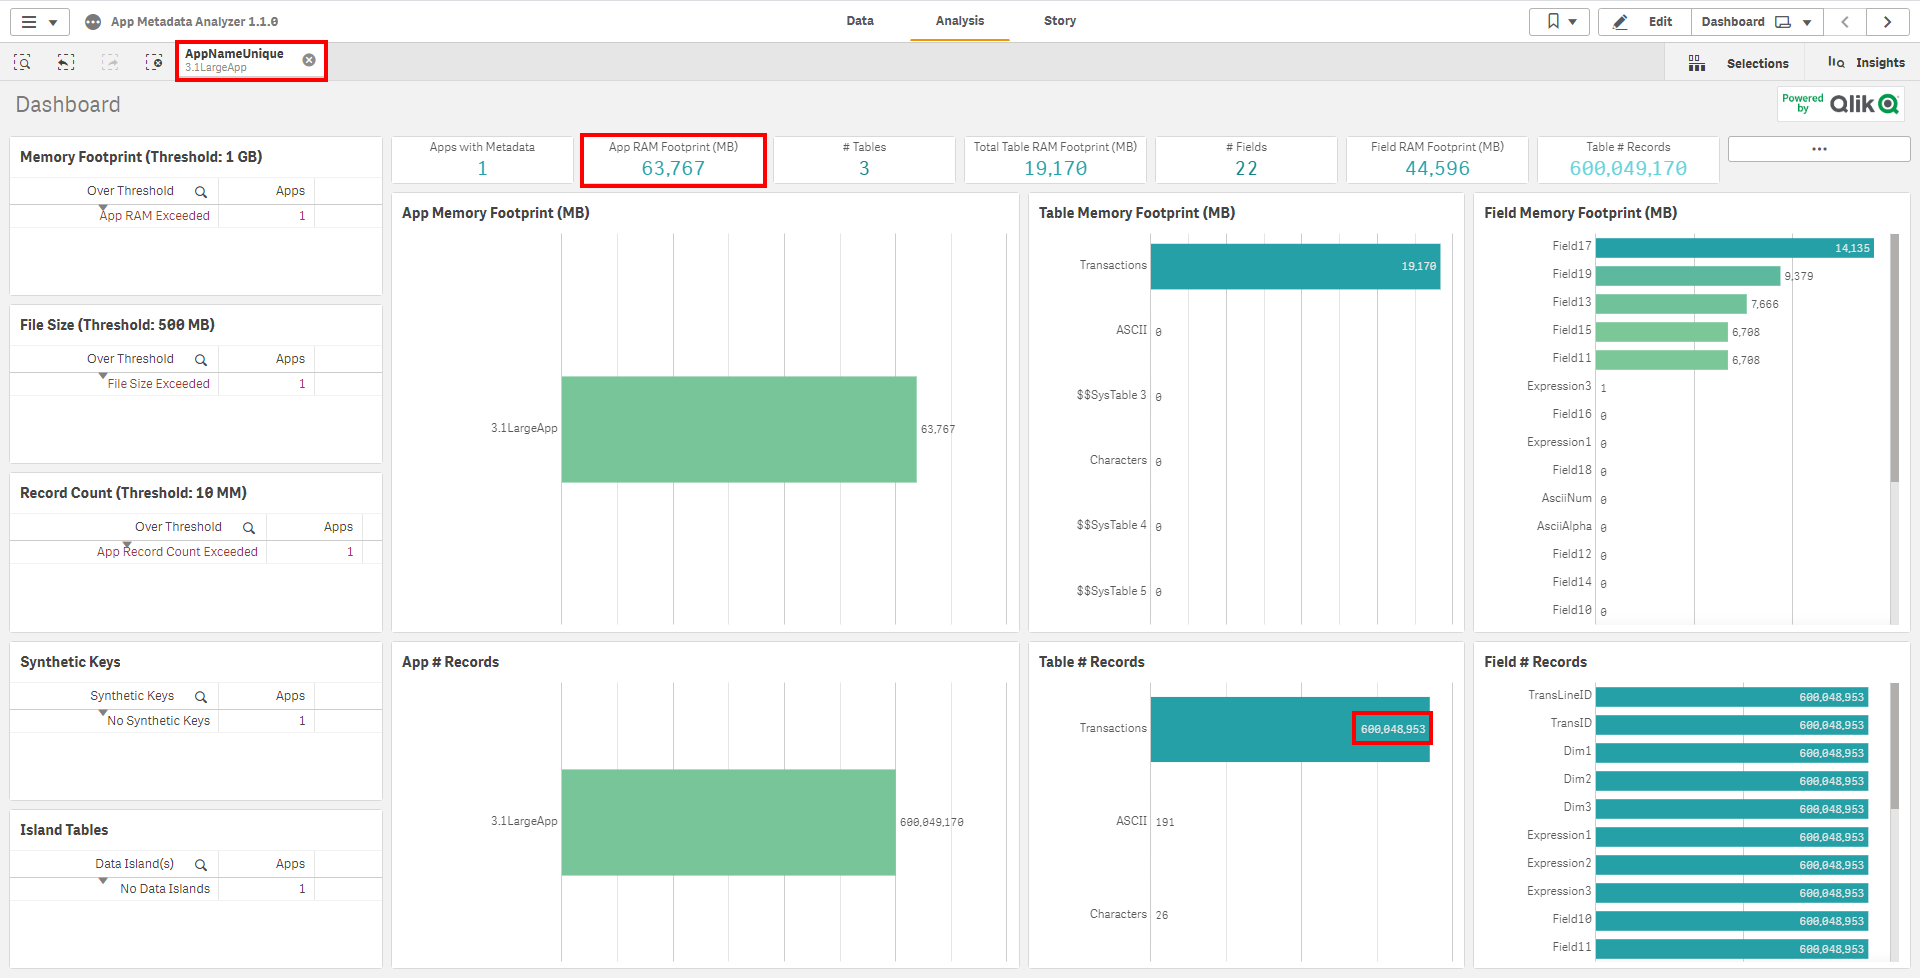 App Metadata Analyzer 1.1.0
Data
Analysis
Story
Edit
Dashboard
AppNameUnique
3.1LargeApp
Selections
Insights
Dashboard
Powered by Qlik
Memory Footprint (Threshold: 1 GB)
Over Threshold Apps
App RAM Exceeded 1
File Size (Threshold: 500 MB)
Over Threshold Apps
File Size Exceeded 1
Record Count (Threshold: 10 MM)
Over Threshold Apps
App Record Count Exceeded 1
Synthetic Keys
Synthetic Keys Apps
No Synthetic Keys 1
Island Tables
Data Island(s) Apps
No Data Islands 1
Apps with Metadata
1
App RAM Footprint (MB)
63,767
# Tables
3
Total Table RAM Footprint (MB)
19,170
# Fields
22
Field RAM Footprint (MB)
44,596
Table # Records
600,049,170
...
App Memory Footprint (MB)
3.1LargeApp 63,767
Table Memory Footprint (MB)
Transactions 19,170
ASCII 0
$$SysTable 3 0
Characters 0
$$SysTable 4 0
$$SysTable 5 0
Field Memory Footprint (MB)
Field17 14,135
Field19 9,379
Field13 7,666
Field15 6,708
Field11 6,708
Expression3 1
Field16 0
Expression1 0
Field18 0
AsciiNum 0
AsciiAlpha 0
Field12 0
Field14 0
Field10 0
App # Records
3.1LargeApp 600,049,170
Table # Records
Transactions 600,048,953
ASCII 191
Characters 26
Field # Records
TransLineID 600,048,953
TransID 600,048,953
Dim1 600,048,953
Dim2 600,048,953
Dim3 600,048,953
Expression1 600,048,953
Expression2 600,048,953
Expression3 600,048,953
Field10 600,048,953
Field11 600,048,953